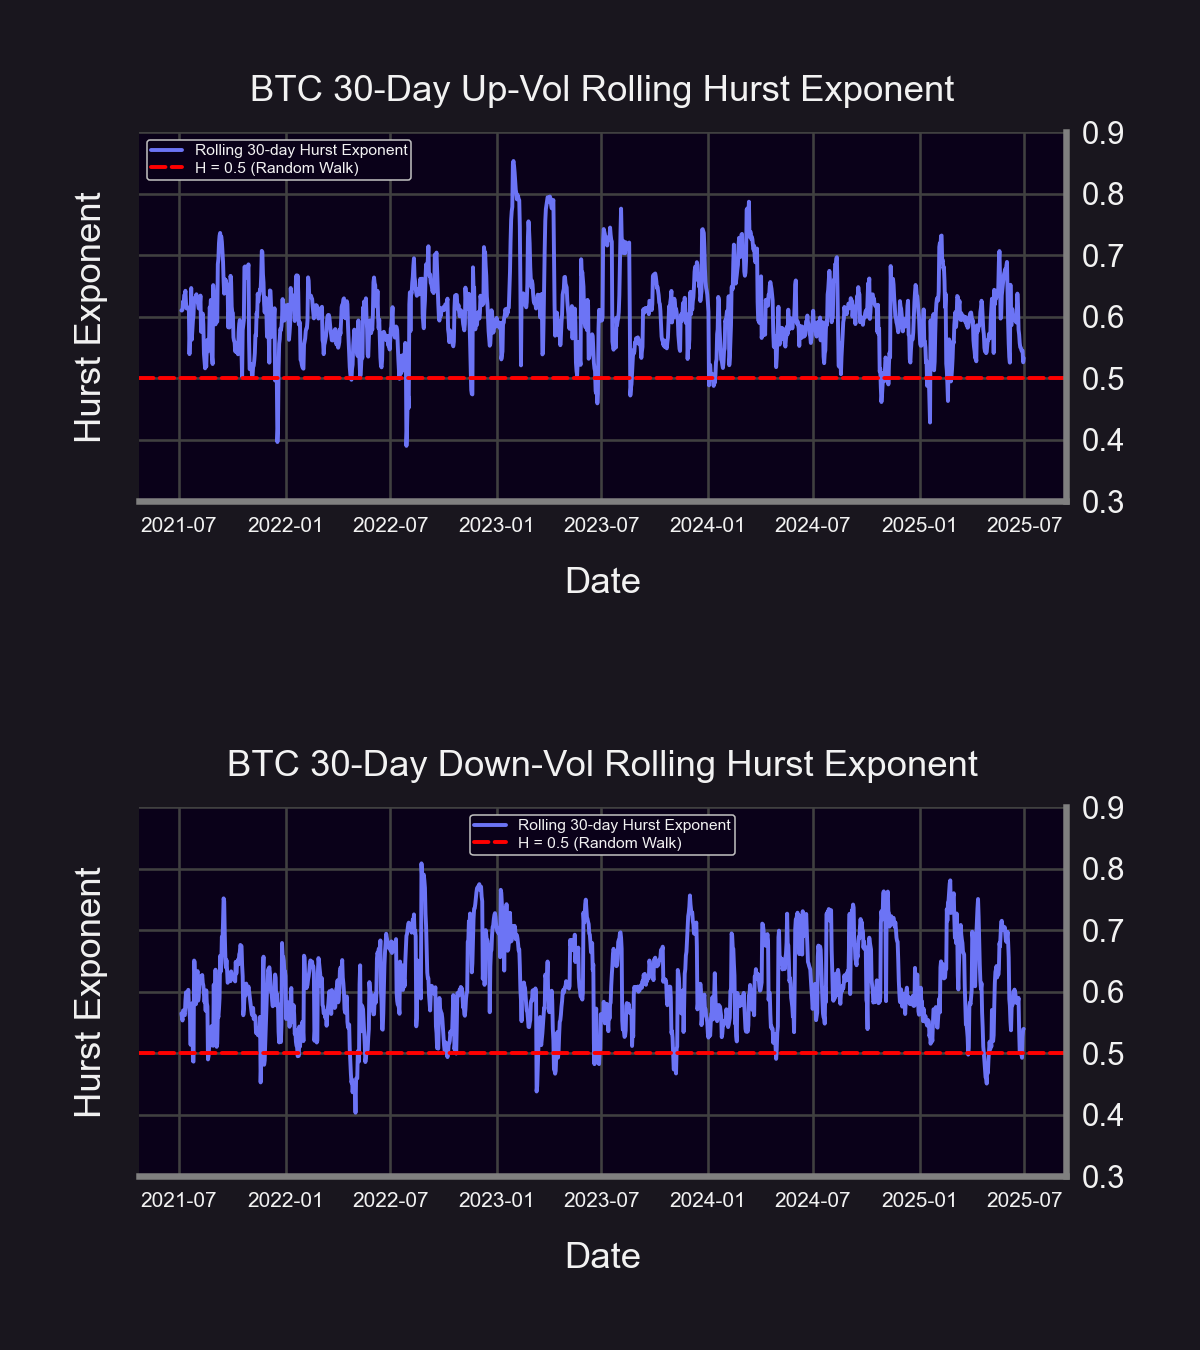 BTC 30-Day Up-Vol Rolling Hurst Exponent
Rolling 30-day Hurst Exponent
H = 0.5 (Random Walk)
Hurst Exponent
0.9
0.8
0.7
0.6
0.5
0.4
0.3
2021-07 2022-01 2022-07 2023-01 2023-07 2024-01 2024-07 2025-01 2025-07
Date
BTC 30-Day Down-Vol Rolling Hurst Exponent
Rolling 30-day Hurst Exponent
H = 0.5 (Random Walk)
Hurst Exponent
0.9
0.8
0.7
0.6
0.5
0.4
0.3
2021-07 2022-01 2022-07 2023-01 2023-07 2024-01 2024-07 2025-01 2025-07
Date